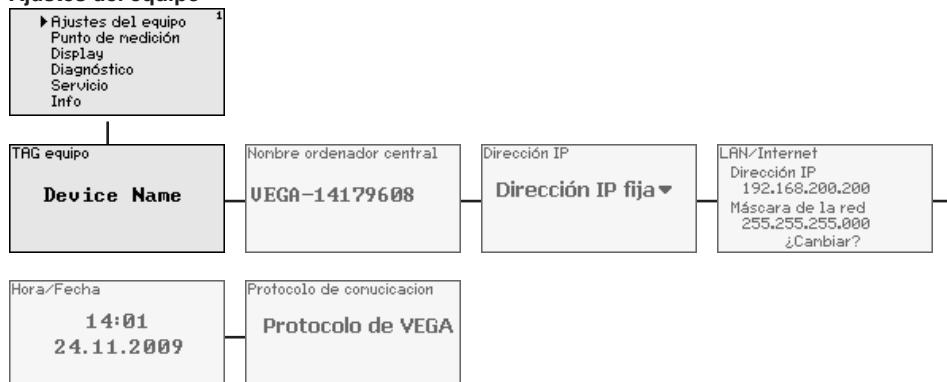 Ajustes del equipo
Ajustes del equipo 1
Punto de medición
Display
Diagnóstico
Servicio
Info
TAG equipo
Device Name
Nombre ordenador central
VEGA-14179608
Dirección IP
Dirección IP fija
LAN/Internet
Dirección IP
192.168.200.200
Máscara de la red
255.255.255.000
¿Cambiar?
Hora/Fecha
14:01
24.11.2009
Protocolo de conucicacion
Protocolo de VEGA